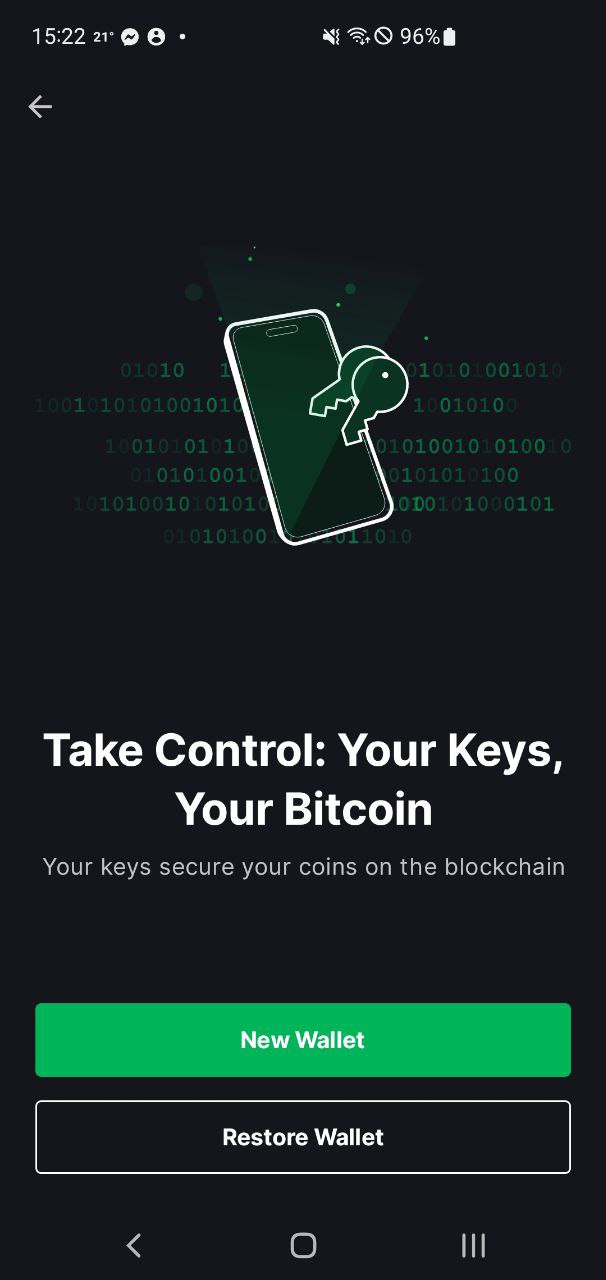 15:22 21° 96%
Take Control: Your Keys,
Your Bitcoin
Your keys secure your coins on the blockchain
New Wallet
Restore Wallet